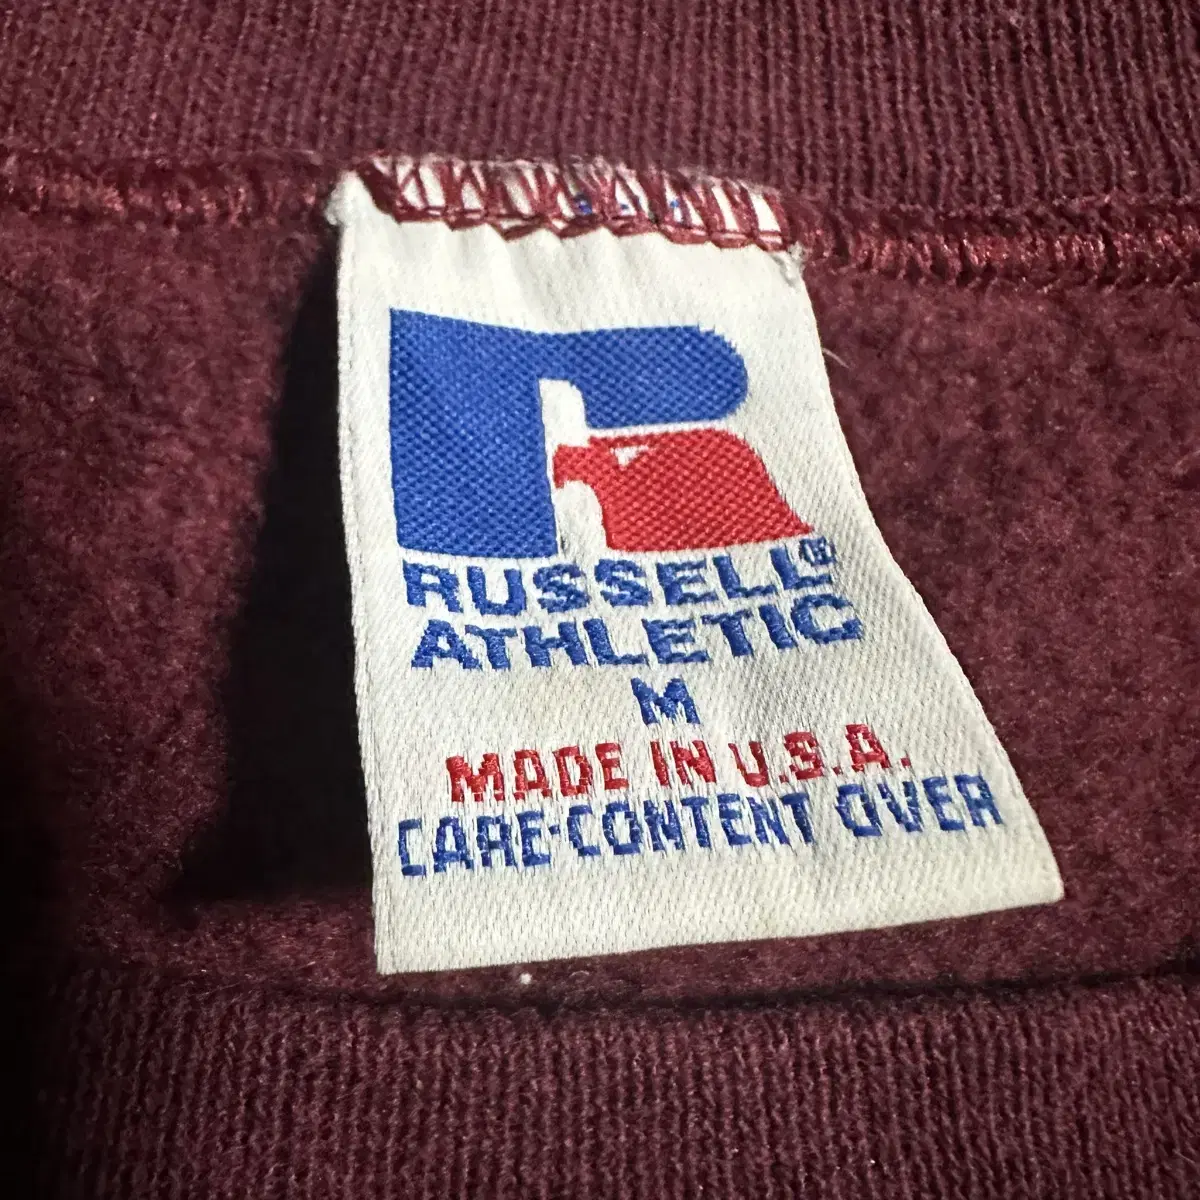 R
RUSSELL®
ATHLETIC
M
MADE IN U.S.A.
CARE-CONTENT OVER